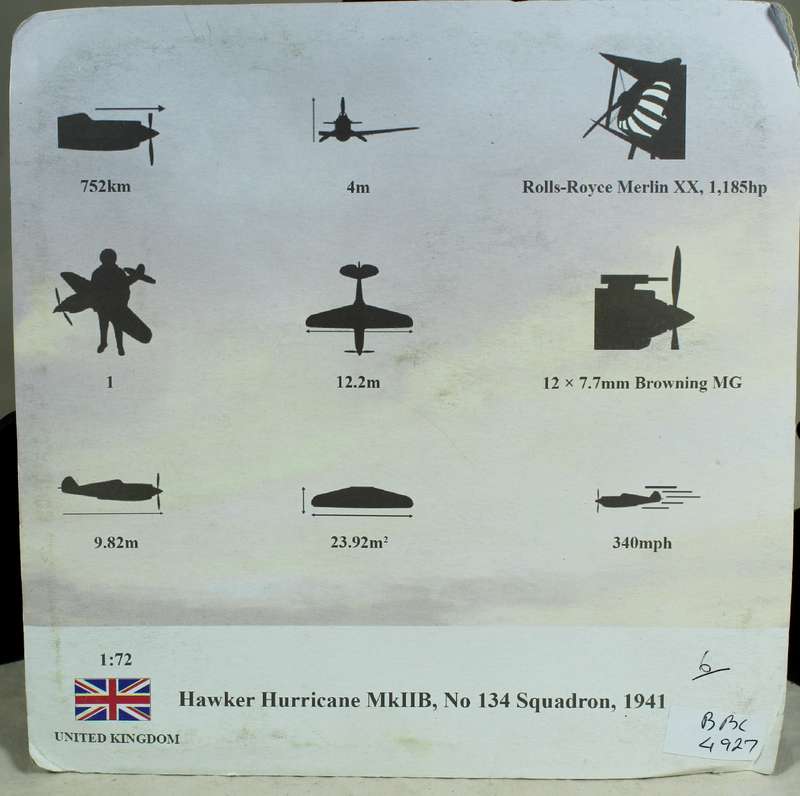 752km
4m
Rolls-Royce Merlin XX, 1,185hp
1
12.2m
12 × 7.7mm Browning MG
9.82m
23.92m²
340mph
1:72
Hawker Hurricane MkIIB, No 134 Squadron, 1941
UNITED KINGDOM
6
BBC
4927